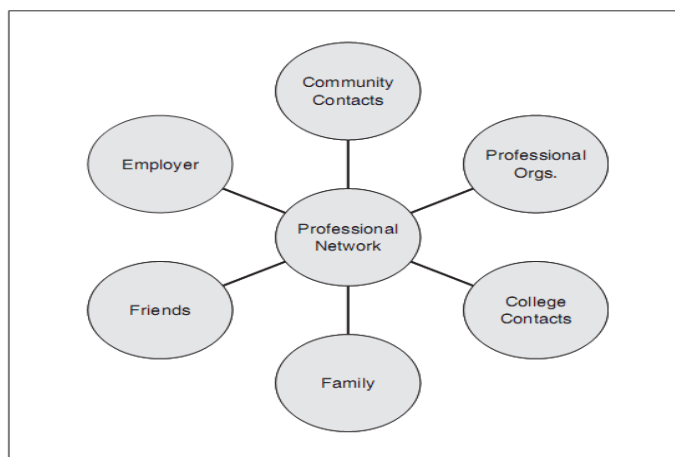 Community
Contacts
Employer
Professional
Orgs.
Professional
Network
Friends
College
Contacts
Family